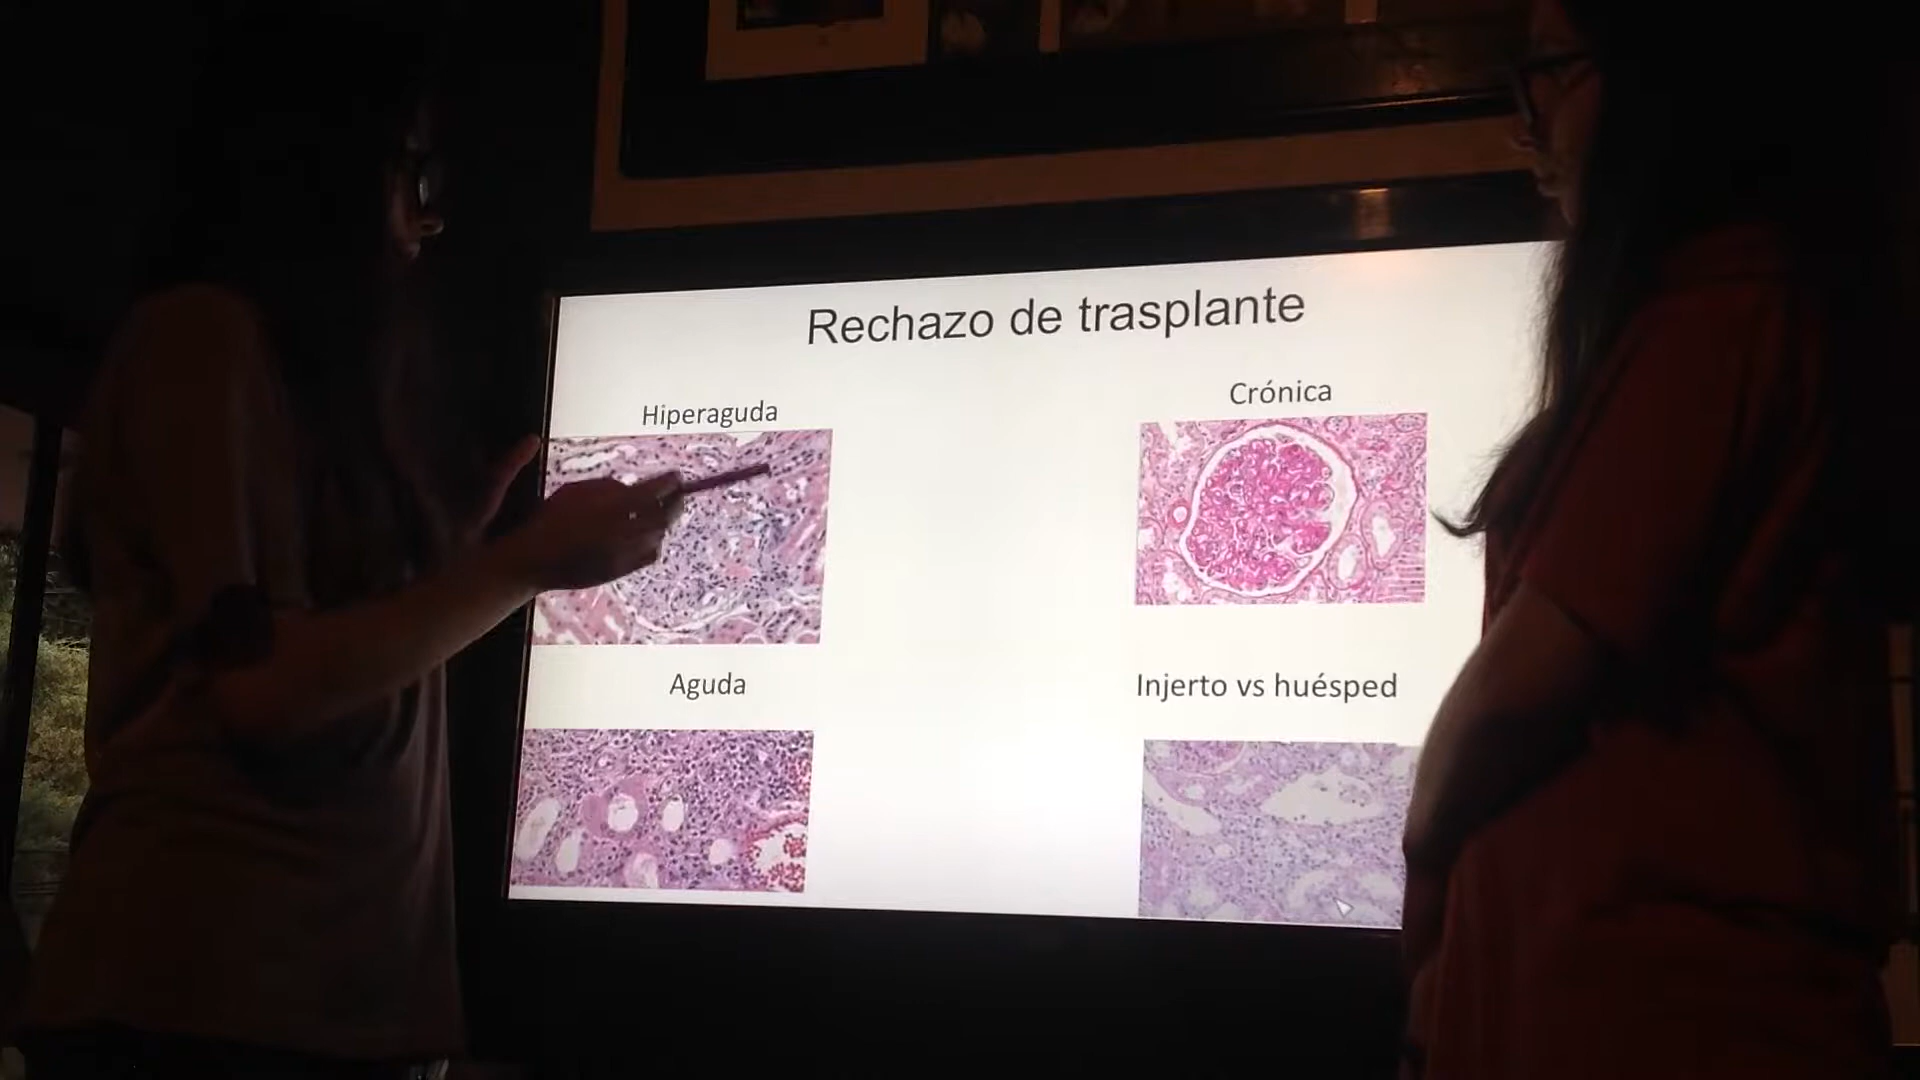 Rechazo de trasplante
Hiperaguda
Crónica
Aguda
Injerto vs huésped